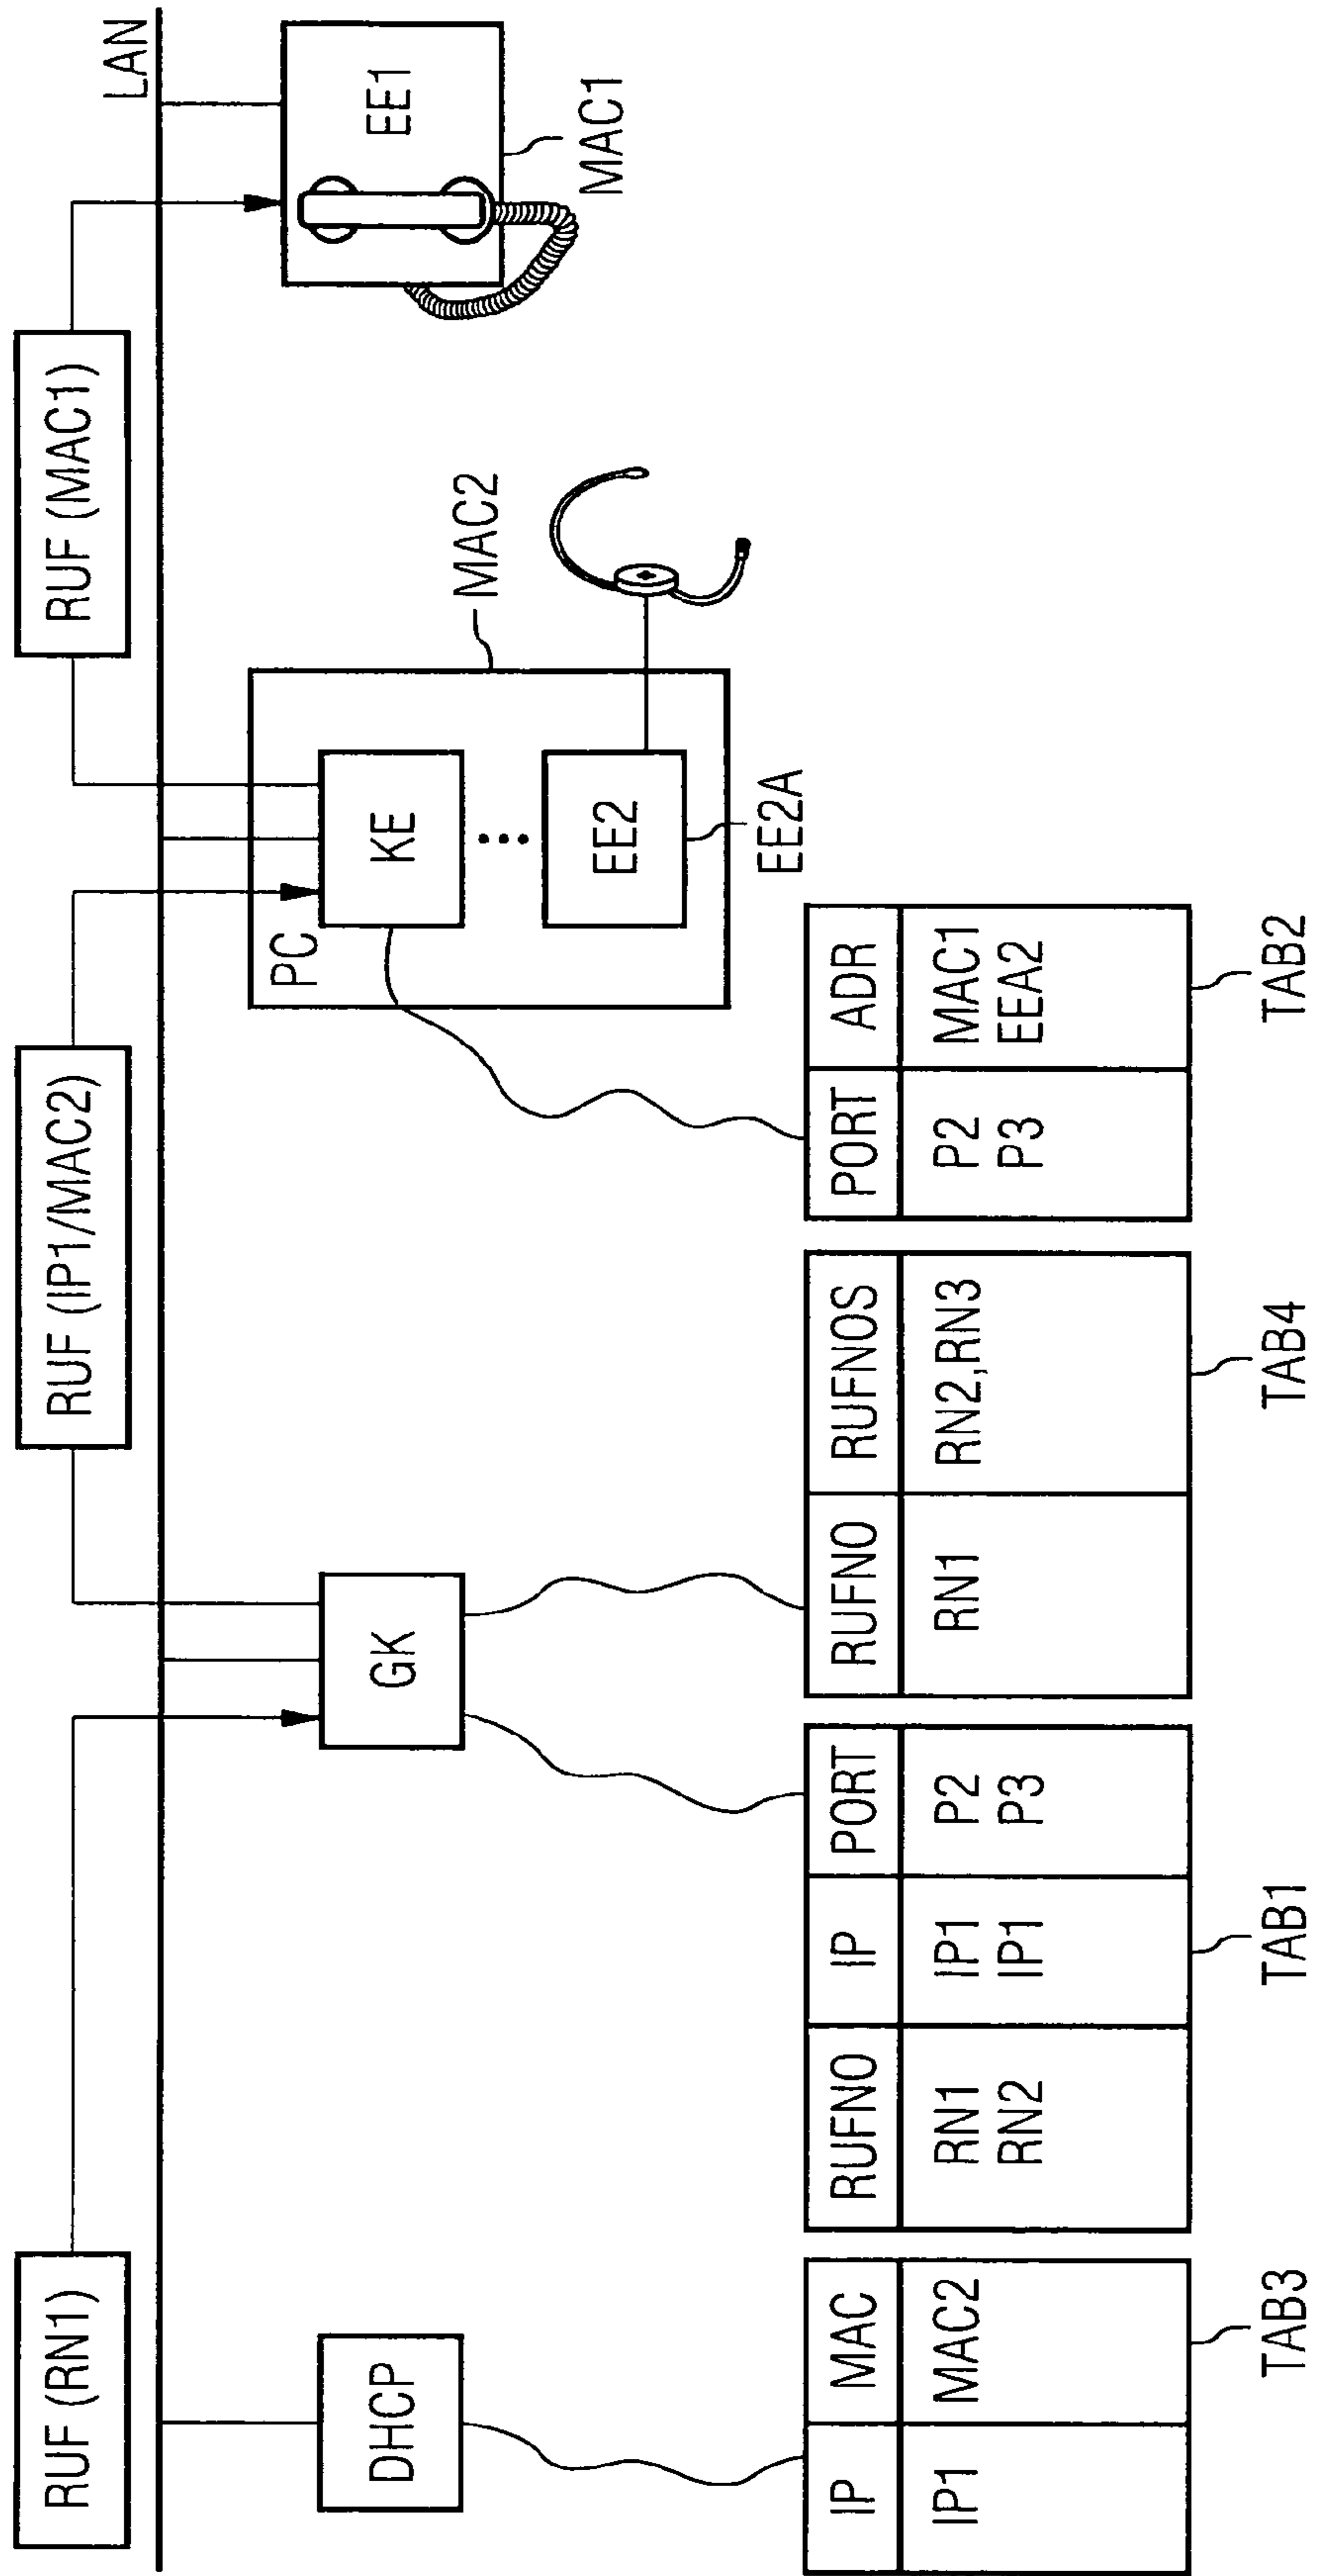 RUF (RN1)
RUF (IP1/MAC2)
RUF (MAC1)
LAN
DHCP
GK
PC
KE
EE2
EE2A
MAC2
EE1
MAC1
IP MAC
IP1 MAC2
TAB3
RUFNO IP PORT
RN1 IP1 P2
RN2 IP1 P3
TAB1
RUFNO RUFNOS
RN1 RN2,RN3
TAB4
PORT ADR
P2 MAC1
P3 EEA2
TAB2